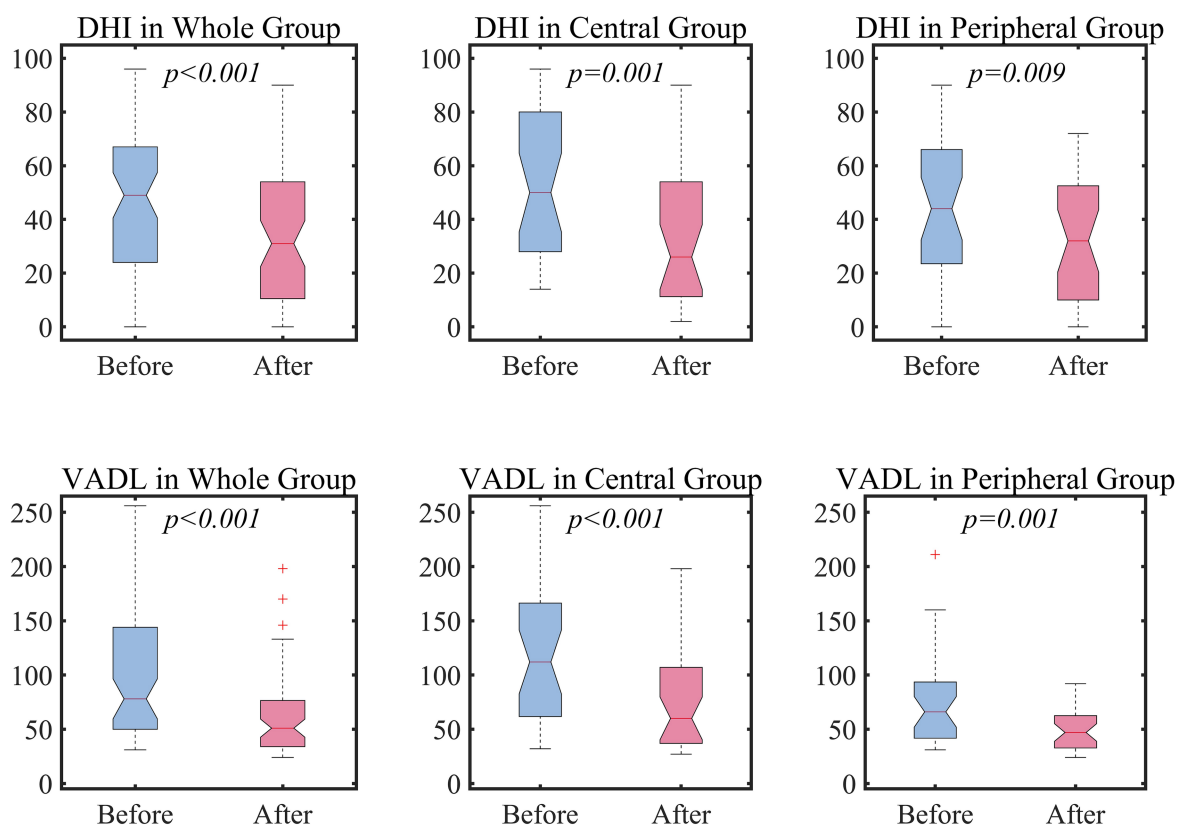 DHI in Whole Group
p<0.001
100
80
60
40
20
0
Before After
DHI in Central Group
p=0.001
100
80
60
40
20
0
Before After
DHI in Peripheral Group
p=0.009
100
80
60
40
20
0
Before After
VADL in Whole Group
p<0.001
250
200
150
100
50
0
Before After
VADL in Central Group
p<0.001
250
200
150
100
50
0
Before After
VADL in Peripheral Group
p=0.001
250
200
150
100
50
0
Before After